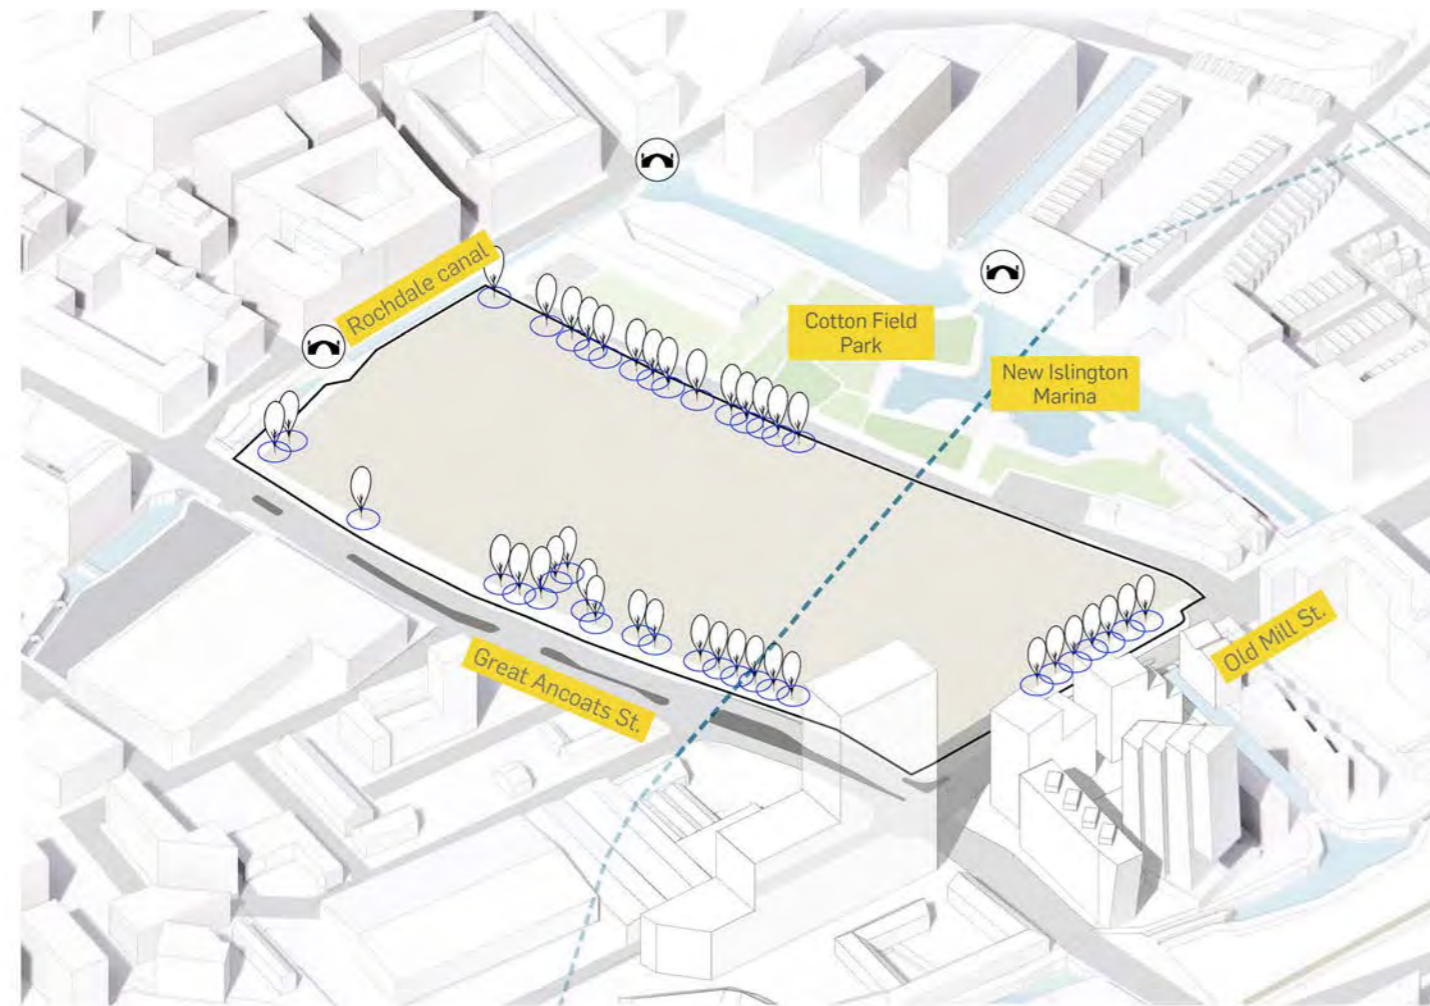 Rochdale canal
Cotton Field
Park
New Islington
Marina
Old Mill St.
Great Ancoats St.